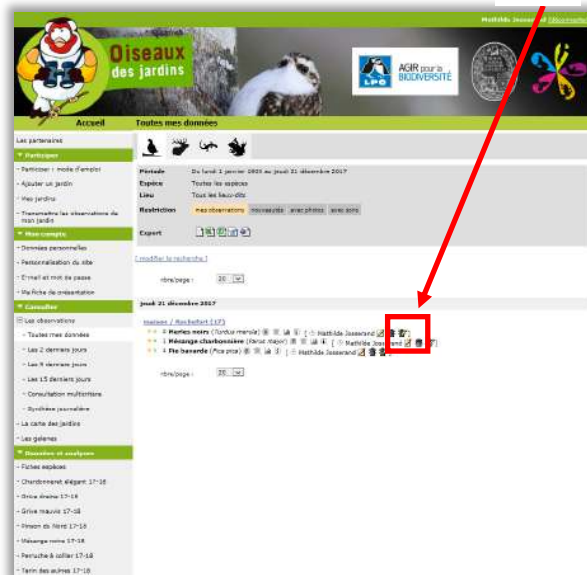 Mathilde Josserand
Oiseaux
des jardins
LPO
AGIR pour la
BIODIVERSITÉ
Accueil
Toutes mes données
Les partenaires
Participer
- Participer : mode d'emploi
- Ajouter un jardin
- Mes jardins
- Transmettre les observations de
mon jardin
Mon compte
- Données personnelles
- Personnalisation du site
- E-mail et mot de passe
- Ma fiche de présentation
Consulter
Les observations
- Toutes mes données
- Les 2 derniers jours
- Les 5 derniers jours
- Les 15 derniers jours
- Consultation multicritère
- Synthèse journalière
- La carte des jardins
- Les galeries
Données et analyses
- Fiches espèces
- Chardonneret élégant 17-18
- Grive draine 17-18
- Grive mauvis 17-18
- Pinson du Nord 17-18
- Mésange noire 17-18
- Perruche à collier 17-18
- Tarin des aulnes 17-18
Période Du lundi 1 janvier 1900 au jeudi 21 décembre 2017
Espèce Toutes les espèces
Lieu Tous les lieux-dits
Restriction mes observations nouveautés avec photos avec sons
Export
[ modifier la recherche ]
nbre/page : 20
jeudi 21 décembre 2017
maison / Rochefort (17)
2 Merles noirs (Turdus merula) [ Mathilde Josserand ]
1 Mésange charbonnière (Parus major) [ Mathilde Josserand ]
4 Pie bavarde (Pica pica) [ Mathilde Josserand ]
nbre/page : 20